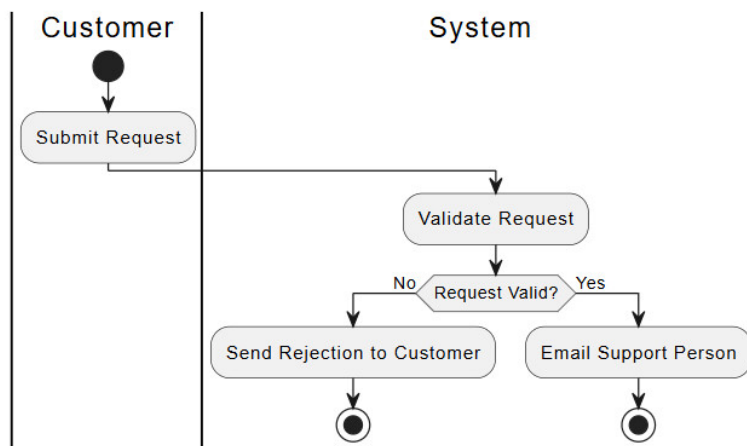 Customer
System
Submit Request
Validate Request
No
Request Valid?
Yes
Send Rejection to Customer
Email Support Person